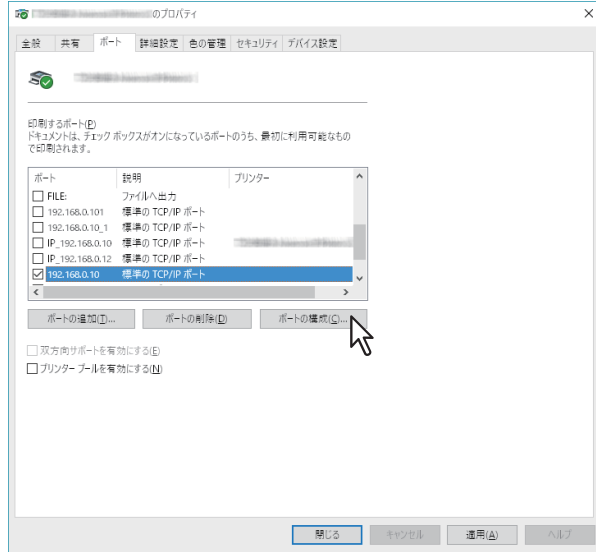 のプロパティ
全般 共有 ポート 詳細設定 色の管理 セキュリティ デバイス設定
印刷するポート(P)
ドキュメントは、チェック ボックスがオンになっているポートのうち、最初に利用可能なもの
で印刷されます。
ポート 説明 プリンター
FILE: ファイルへ出力
192.168.0.101 標準の TCP/IP ポート
192.168.0.10_1 標準の TCP/IP ポート
IP_192.168.0.10 標準の TCP/IP ポート
IP_192.168.0.12 標準の TCP/IP ポート
192.168.0.10 標準の TCP/IP ポート
ポートの追加(T)... ポートの削除(D) ポートの構成(C)...
双方向サポートを有効にする(E)
プリンター プールを有効にする(N)
閉じる キャンセル 適用(A) ヘルプ